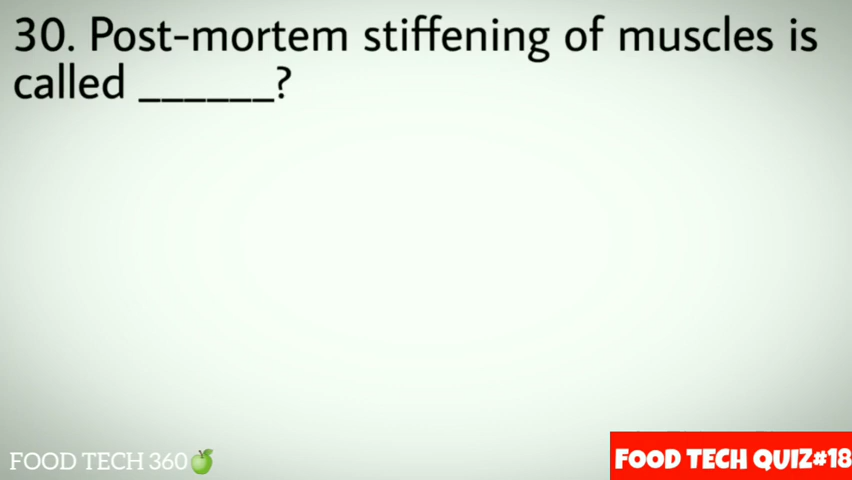 30. Post-mortem stiffening of muscles is
called ______?
FOOD TECH 360
FOOD TECH QUIZ#18